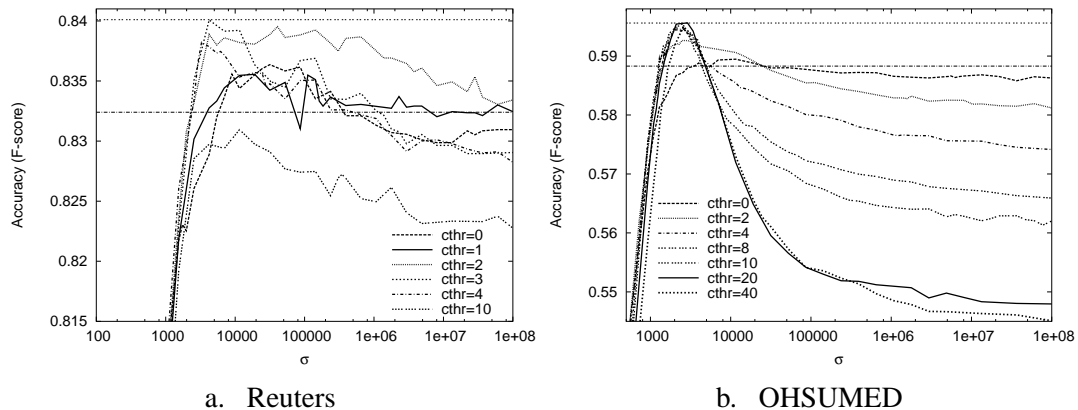 0.84
0.835
0.83
0.825
0.82
0.815
Accuracy (F-score)
100
1000
10000
100000
1e+06
1e+07
1e+08
σ
cthr=0
cthr=1
cthr=2
cthr=3
cthr=4
cthr=10
a. Reuters
0.59
0.58
0.57
0.56
0.55
Accuracy (F-score)
1000
10000
100000
1e+06
1e+07
1e+08
σ
cthr=0
cthr=2
cthr=4
cthr=8
cthr=10
cthr=20
cthr=40
b. OHSUMED